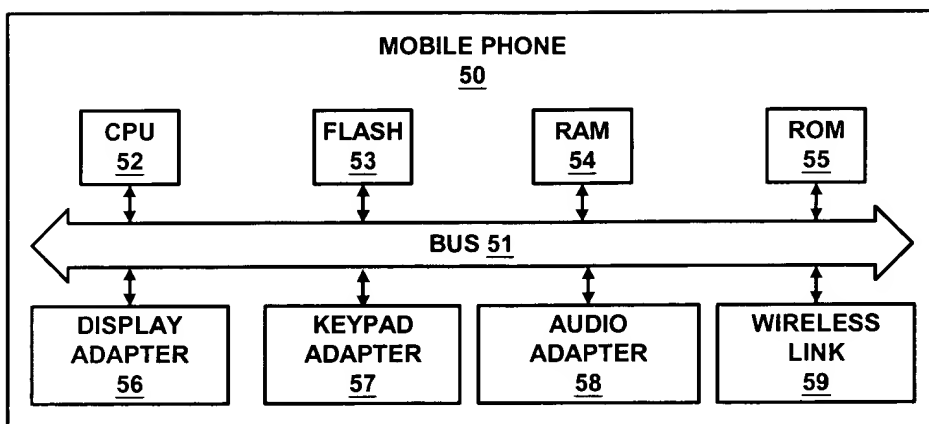 MOBILE PHONE
50
CPU
52
FLASH
53
RAM
54
ROM
55
BUS 51
DISPLAY
ADAPTER
56
KEYPAD
ADAPTER
57
AUDIO
ADAPTER
58
WIRELESS
LINK
59